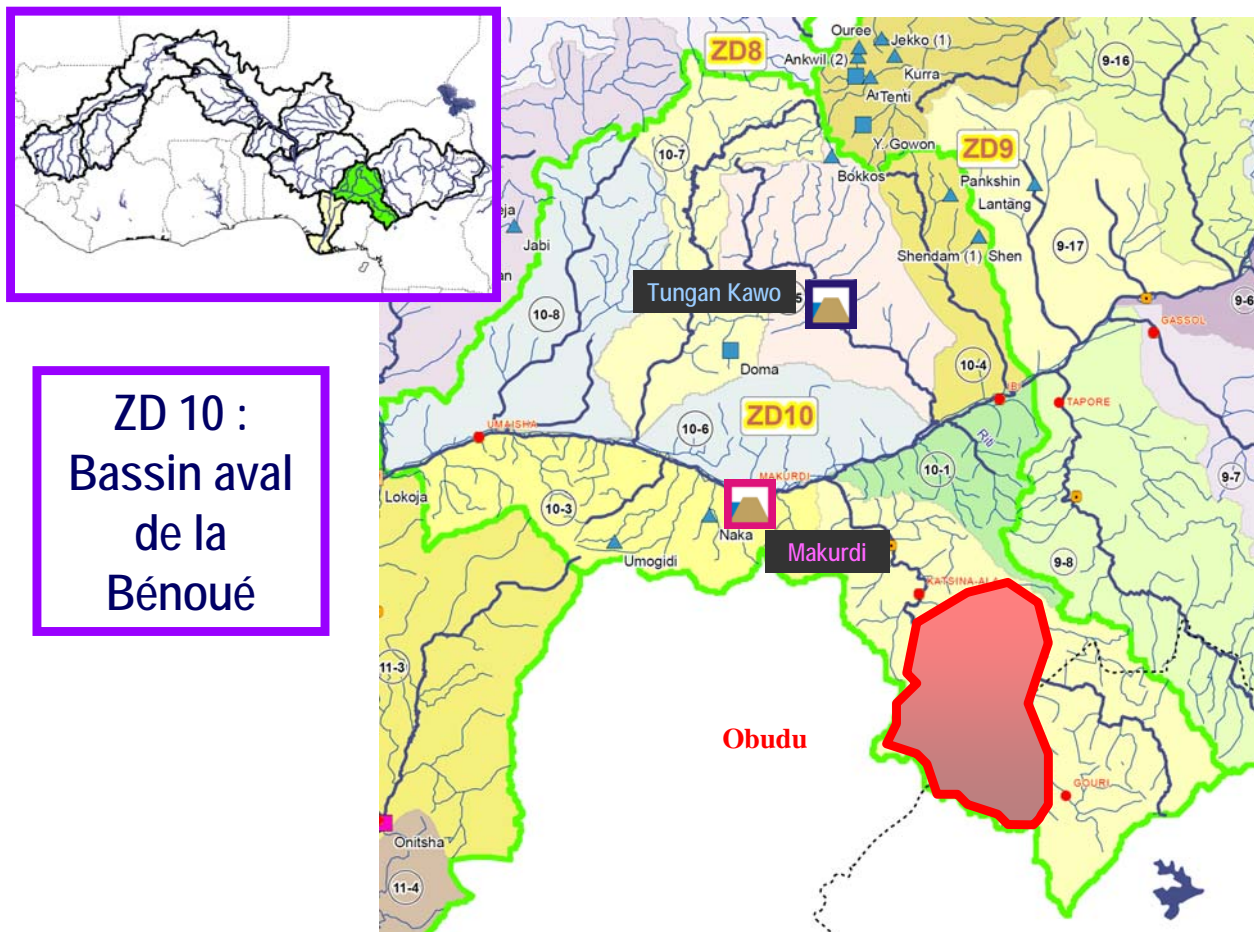 ZD 10 :
Bassin aval
de la
Bénoué
ZD8
Ouree
Jekko (1)
Ankwil (2)
Kurra
Tenti
9-16
10-7
Y. Gowon
ZD9
Bokkos
Pankshin
Lantang
Jabi
Shendam (1)
Shen
9-17
Tungan Kawo
10-8
9-6
GASSOL
Doma
10-4
IBI
TAPORE
UMAISHA
10-6
ZD10
Riti
10-1
9-7
Lokoja
MAKURDI
10-3
Naka
Umogidi
Makurdi
9-8
KATSINA-ALA
11-3
Obudu
GOURI
Onitsha
11-4